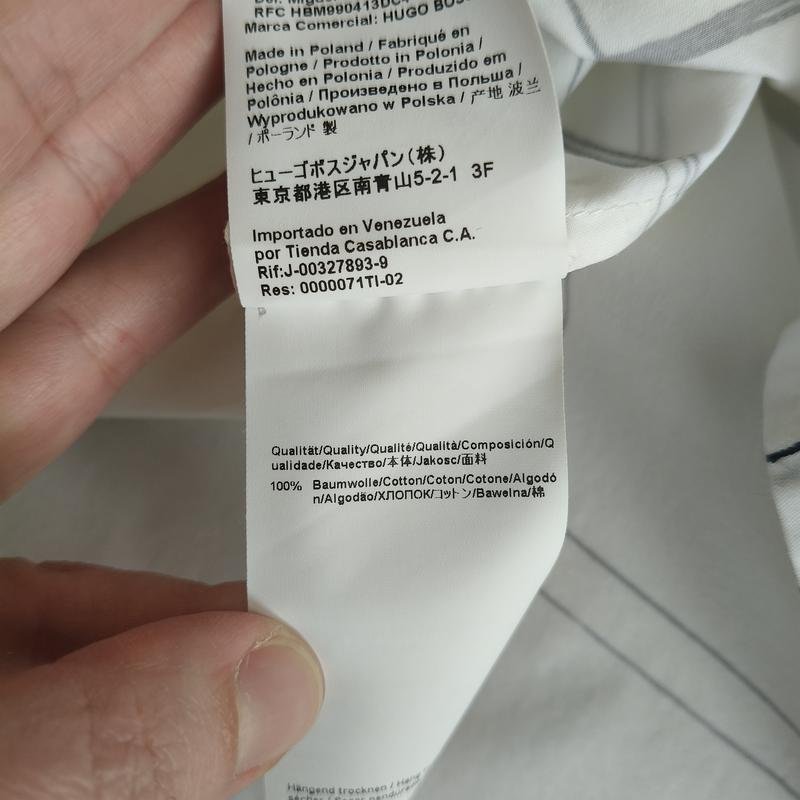 RFC HBM990413DC
Marca Comercial: HUGO BOSS
Made in Poland / Fabriqué en
Pologne / Prodotto in Polonia /
Hecho en Polonia / Produzido em
Polônia / Произведено в Польша /
Wyprodukowano w Polska / 产地 波兰
/ ポーランド 製
ヒューゴボスジャパン(株)
東京都港区南青山5-2-1 3F
Importado en Venezuela
por Tienda Casablanca C.A.
Rif:J-00327893-9
Res: 0000071TI-02
Qualität/Quality/Qualité/Qualità/Composición/Q
ualidade/Качество/本体/Jakosc/面料
100% Baumwolle/Cotton/Coton/Cotone/Algodó
n/Algodão/ХЛОПОК/コットン/Bawelna/棉
Hängend trocknen / Hang